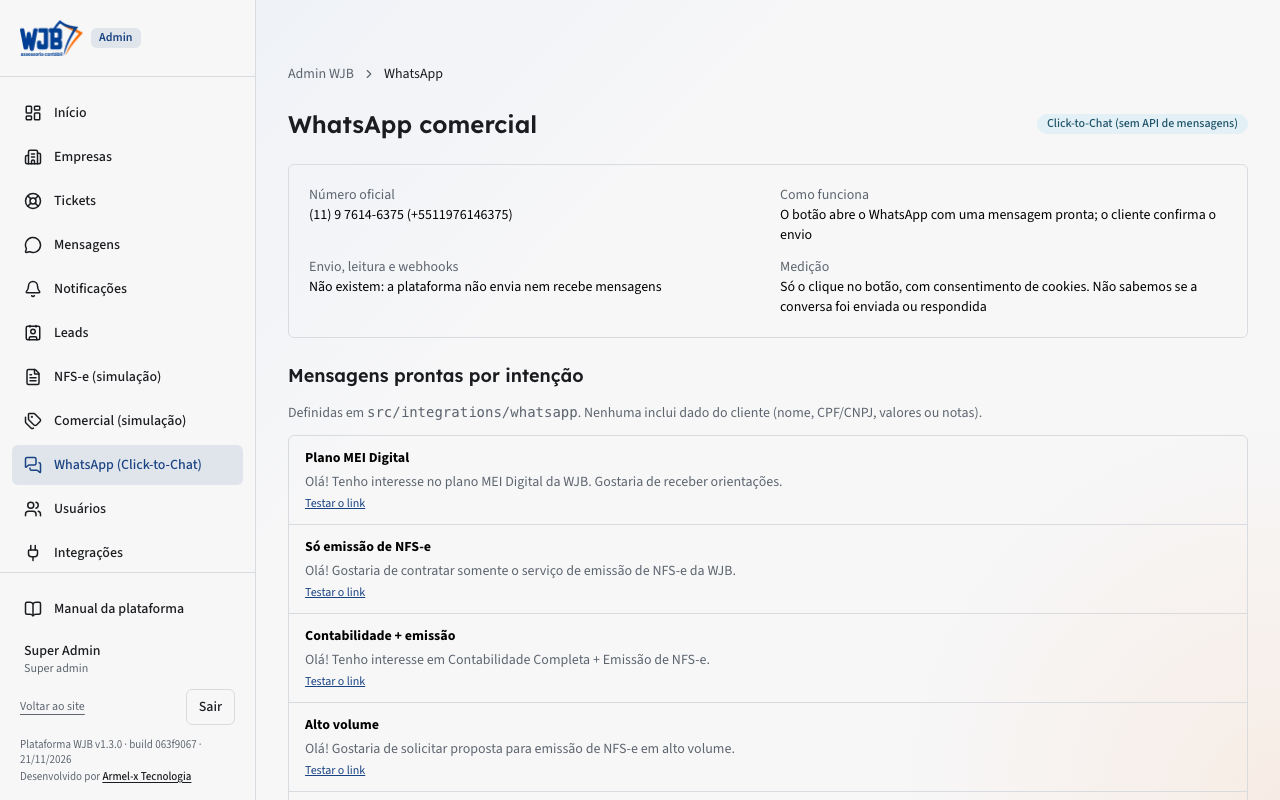 WJB
assessoria contábil
Admin
Início
Empresas
Tickets
Mensagens
Notificações
Leads
NFS-e (simulação)
Comercial (simulação)
WhatsApp (Click-to-Chat)
Usuários
Integrações
Manual da plataforma
Super Admin
Super admin
Voltar ao site
Sair
Plataforma WJB v1.3.0 · build 063f9067 ·
21/11/2026
Desenvolvido por Armel-x Tecnologia
Admin WJB > WhatsApp
WhatsApp comercial
Click-to-Chat (sem API de mensagens)
Número oficial
(11) 9 7614-6375 (+5511976146375)
Como funciona
O botão abre o WhatsApp com uma mensagem pronta; o cliente confirma o
envio
Envio, leitura e webhooks
Não existem: a plataforma não envia nem recebe mensagens
Medição
Só o clique no botão, com consentimento de cookies. Não sabemos se a
conversa foi enviada ou respondida
Mensagens prontas por intenção
Definidas em src/integrations/whatsapp. Nenhuma inclui dado do cliente (nome, CPF/CNPJ, valores ou notas).
Plano MEI Digital
Olá! Tenho interesse no plano MEI Digital da WJB. Gostaria de receber orientações.
Testar o link
Só emissão de NFS-e
Olá! Gostaria de contratar somente o serviço de emissão de NFS-e da WJB.
Testar o link
Contabilidade + emissão
Olá! Tenho interesse em Contabilidade Completa + Emissão de NFS-e.
Testar o link
Alto volume
Olá! Gostaria de solicitar proposta para emissão de NFS-e em alto volume.
Testar o link